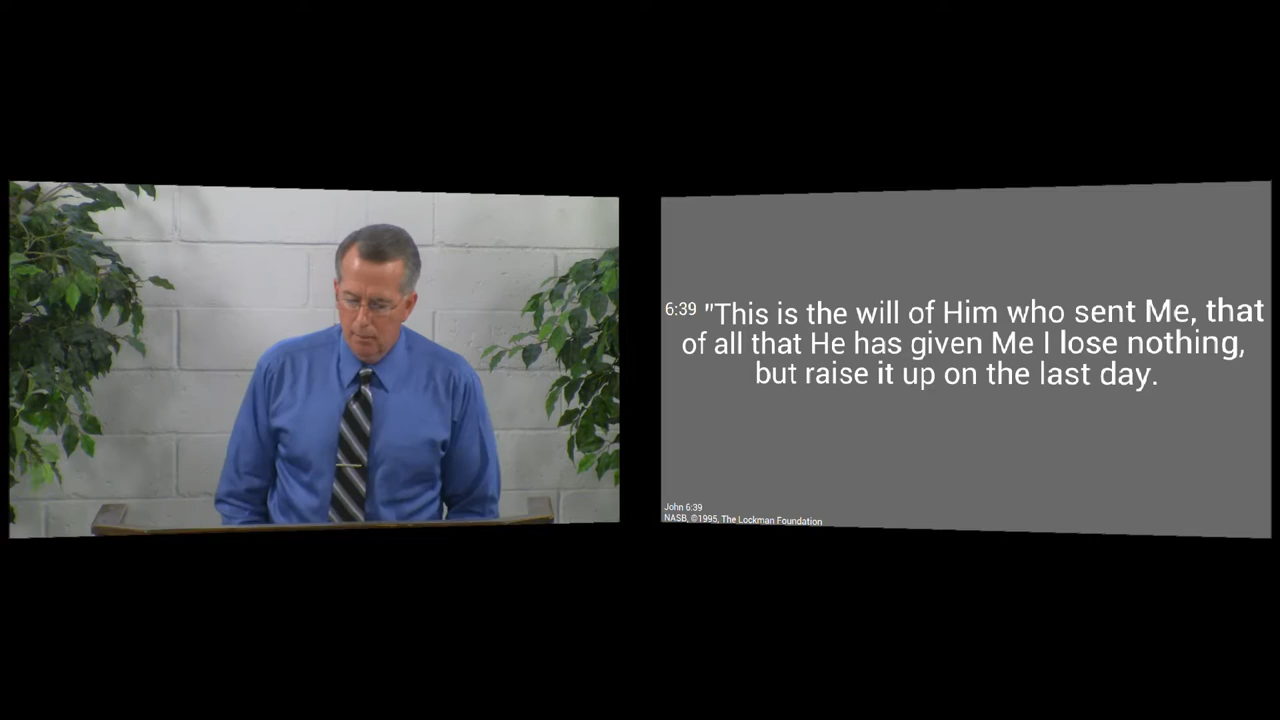 6:39 "This is the will of Him who sent Me, that
of all that He has given Me I lose nothing,
but raise it up on the last day.
John 6:39
NASB, ©1995, The Lockman Foundation